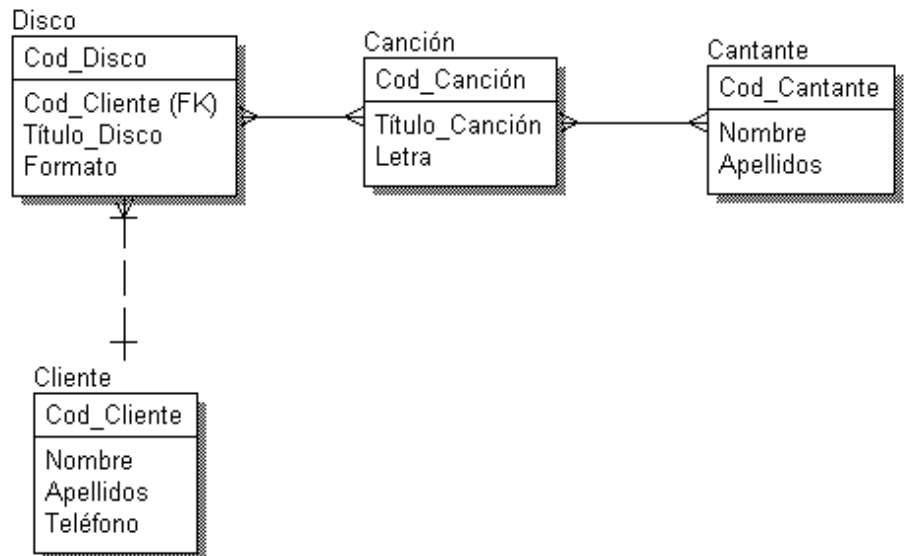 Disco
Cod_Disco
Cod_Cliente (FK)
Título_Disco
Formato
Canción
Cod_Canción
Título_Canción
Letra
Cantante
Cod_Cantante
Nombre
Apellidos
Cliente
Cod_Cliente
Nombre
Apellidos
Teléfono